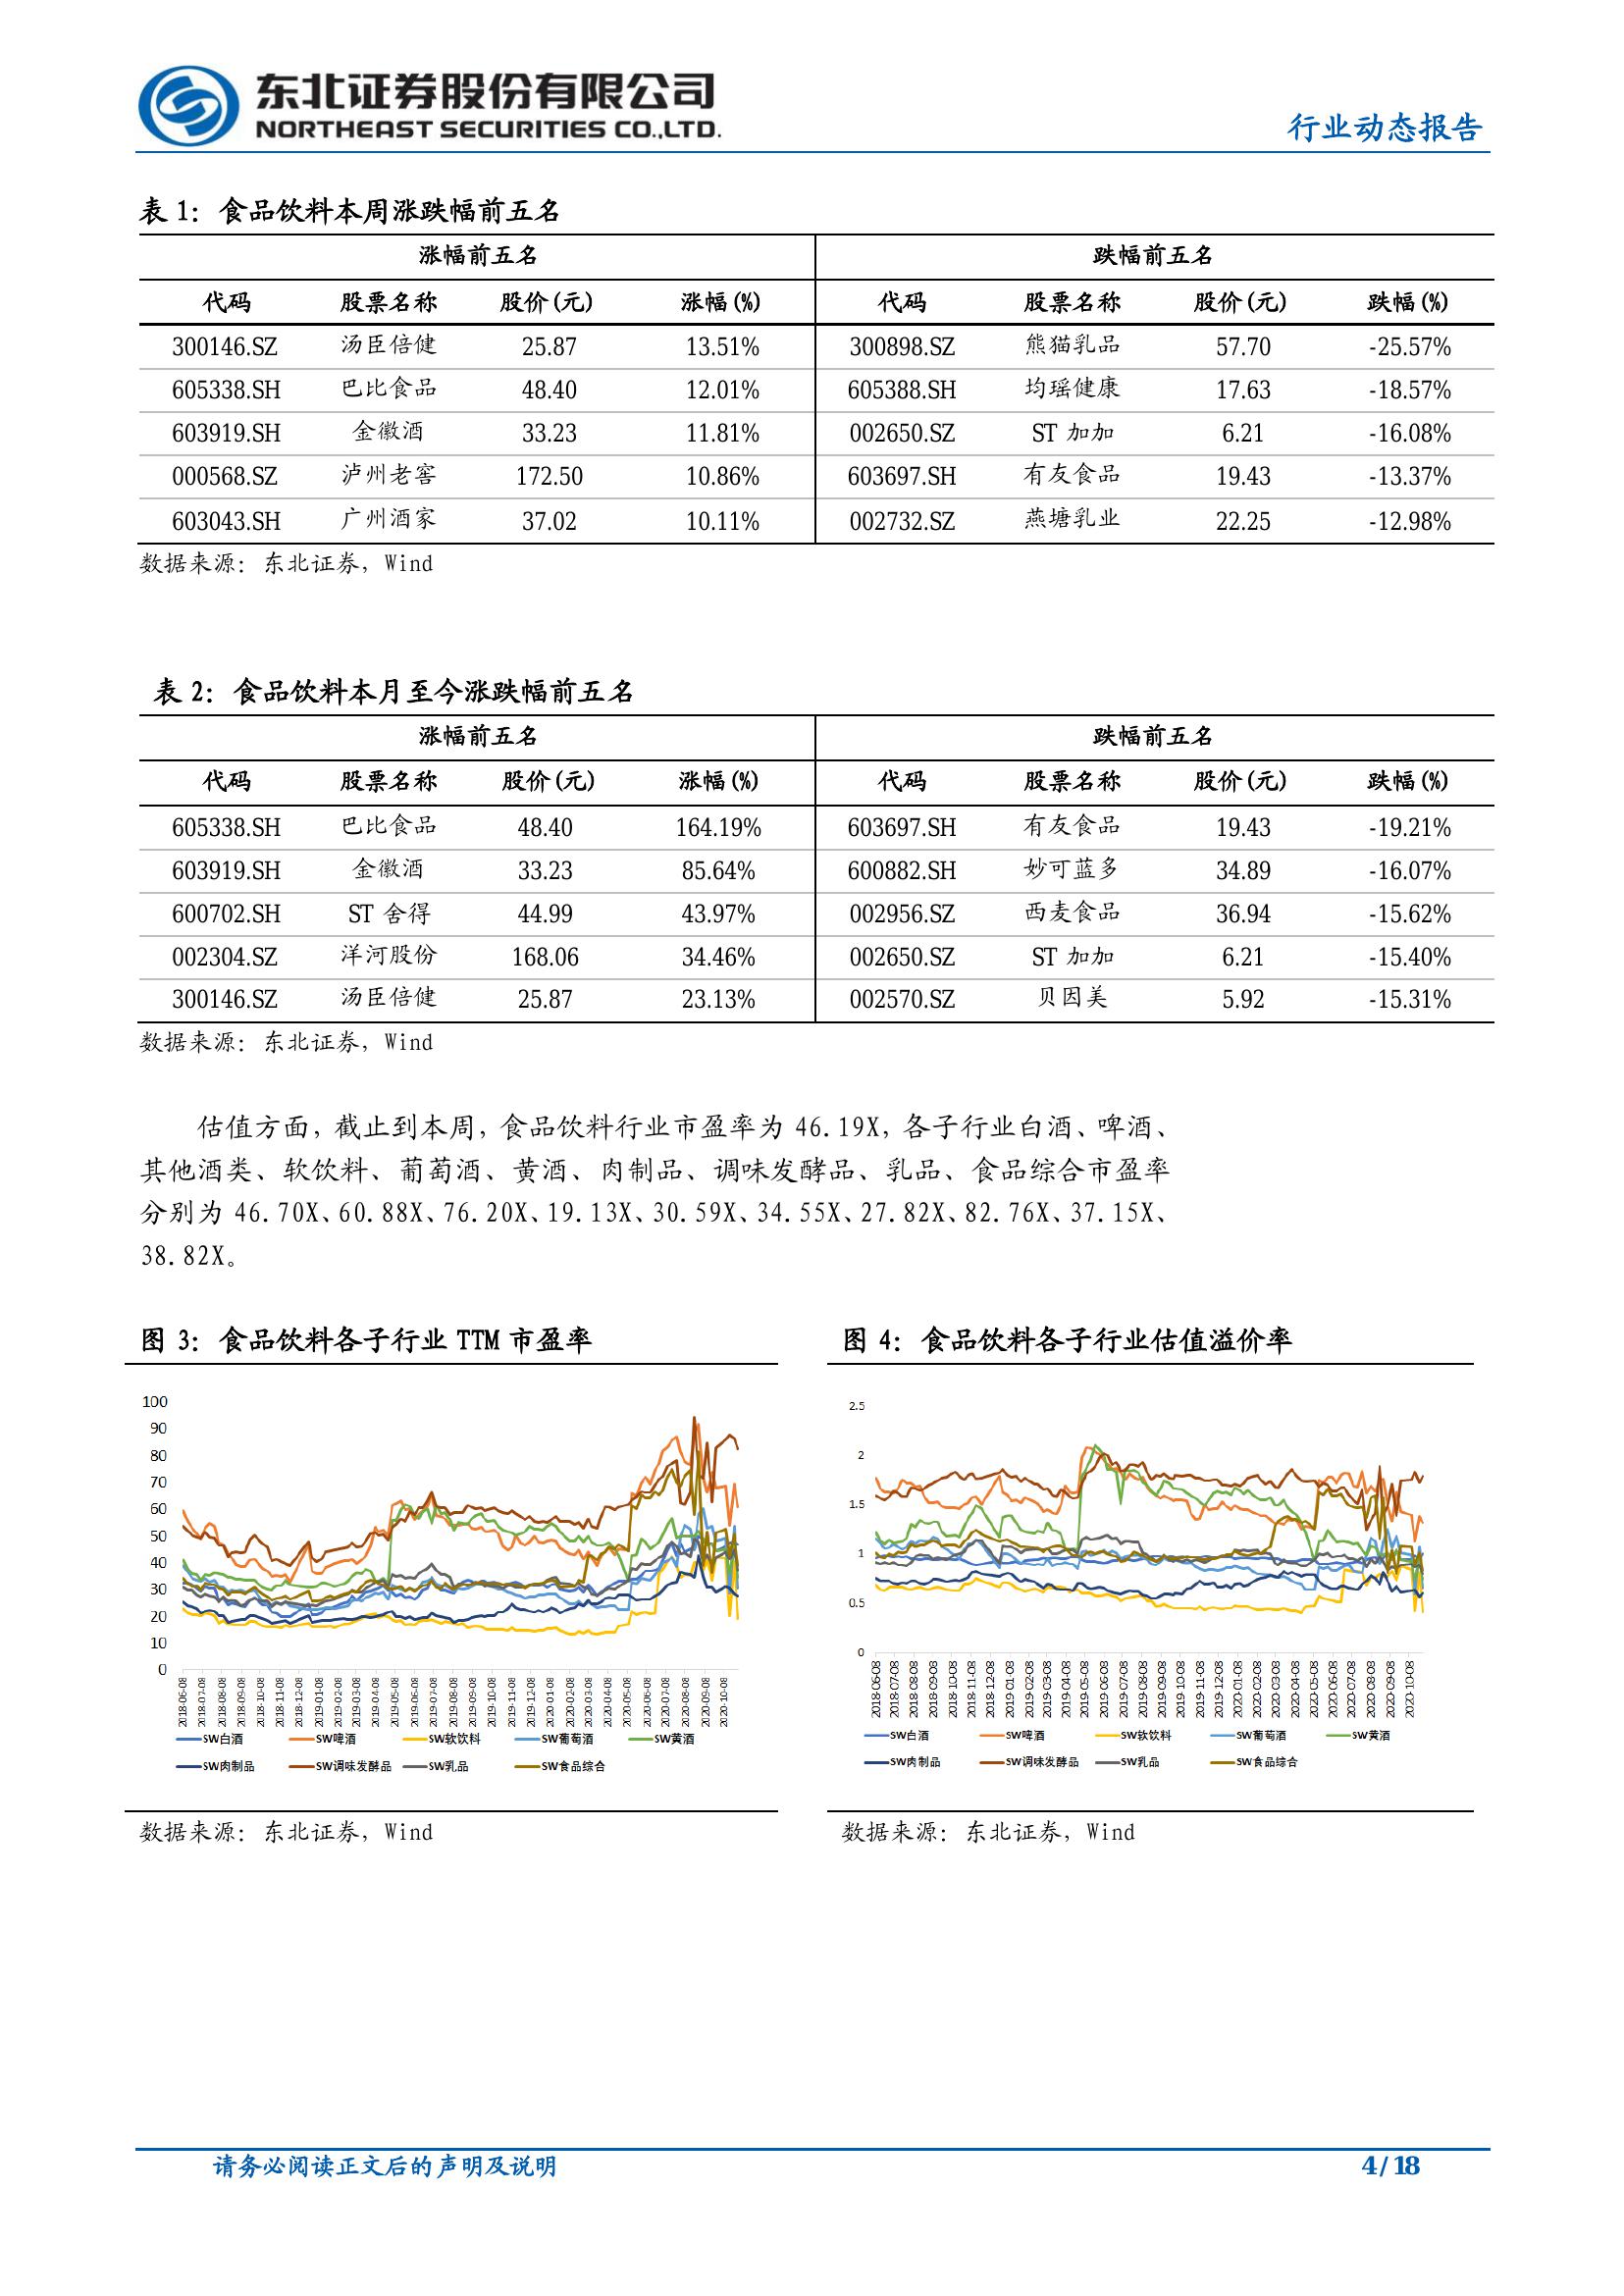 东北证券股份有限公司
NORTHEAST SECURITIES CO.,LTD.
行业动态报告
表 1: 食品饮料本周涨跌幅前五名
涨幅前五名 跌幅前五名
代码 股票名称 股价(元) 涨幅(%) 代码 股票名称 股价(元) 跌幅(%)
300146.SZ 汤臣倍健 25.87 13.51% 300898.SZ 熊猫乳品 57.70 -25.57%
605338.SH 巴比食品 48.40 12.01% 605388.SH 均瑶健康 17.63 -18.57%
603919.SH 金徽酒 33.23 11.81% 002650.SZ ST 加加 6.21 -16.08%
000568.SZ 泸州老窖 172.50 10.86% 603697.SH 有友食品 19.43 -13.37%
603043.SH 广州酒家 37.02 10.11% 002732.SZ 燕塘乳业 22.25 -12.98%
数据来源: 东北证券, Wind
表 2: 食品饮料本月至今涨跌幅前五名
涨幅前五名 跌幅前五名
代码 股票名称 股价(元) 涨幅(%) 代码 股票名称 股价(元) 跌幅(%)
605338.SH 巴比食品 48.40 164.19% 603697.SH 有友食品 19.43 -19.21%
603919.SH 金徽酒 33.23 85.64% 600882.SH 妙可蓝多 34.89 -16.07%
600702.SH ST 舍得 44.99 43.97% 002956.SZ 西麦食品 36.94 -15.62%
002304.SZ 洋河股份 168.06 34.46% 002650.SZ ST 加加 6.21 -15.40%
300146.SZ 汤臣倍健 25.87 23.13% 002570.SZ 贝因美 5.92 -15.31%
数据来源: 东北证券, Wind
估值方面, 截止到本周, 食品饮料行业市盈率为 46.19X, 各子行业白酒、啤酒、
其他酒类、软饮料、葡萄酒、黄酒、肉制品、调味发酵品、乳品、食品综合市盈率
分别为 46.70X、60.88X、76.20X、19.13X、30.59X、34.55X、27.82X、82.76X、37.15X、
38.82X。
图 3: 食品饮料各子行业 TTM 市盈率
100
90
80
70
60
50
40
30
20
10
0
2018-06-08 2018-07-08 2018-08-08 2018-09-08 2018-10-08 2018-11-08 2018-12-08 2019-01-08 2019-02-08 2019-03-08 2019-04-08 2019-05-08 2019-06-08 2019-07-08 2019-08-08 2019-09-08 2019-10-08 2019-11-08 2019-12-08 2020-01-08 2020-02-08 2020-03-08 2020-04-08 2020-05-08 2020-06-08 2020-07-08 2020-08-08 2020-09-08 2020-10-08
SW白酒 SW啤酒 SW软饮料 SW葡萄酒 SW黄酒
SW肉制品 SW调味发酵品 SW乳品 SW食品综合
数据来源: 东北证券, Wind
图 4: 食品饮料各子行业估值溢价率
2.5
2
1.5
1
0.5
0
2018-06-08 2018-07-08 2018-08-08 2018-09-08 2018-10-08 2018-11-08 2018-12-08 2019-01-08 2019-02-08 2019-03-08 2019-04-08 2019-05-08 2019-06-08 2019-07-08 2019-08-08 2019-09-08 2019-10-08 2019-11-08 2019-12-08 2020-01-08 2020-02-08 2020-03-08 2020-04-08 2020-05-08 2020-06-08 2020-07-08 2020-08-08 2020-09-08 2020-10-08
SW白酒 SW啤酒 SW软饮料 SW葡萄酒 SW黄酒
SW肉制品 SW调味发酵品 SW乳品 SW食品综合
数据来源: 东北证券, Wind
请务必阅读正文后的声明及说明
4 / 18